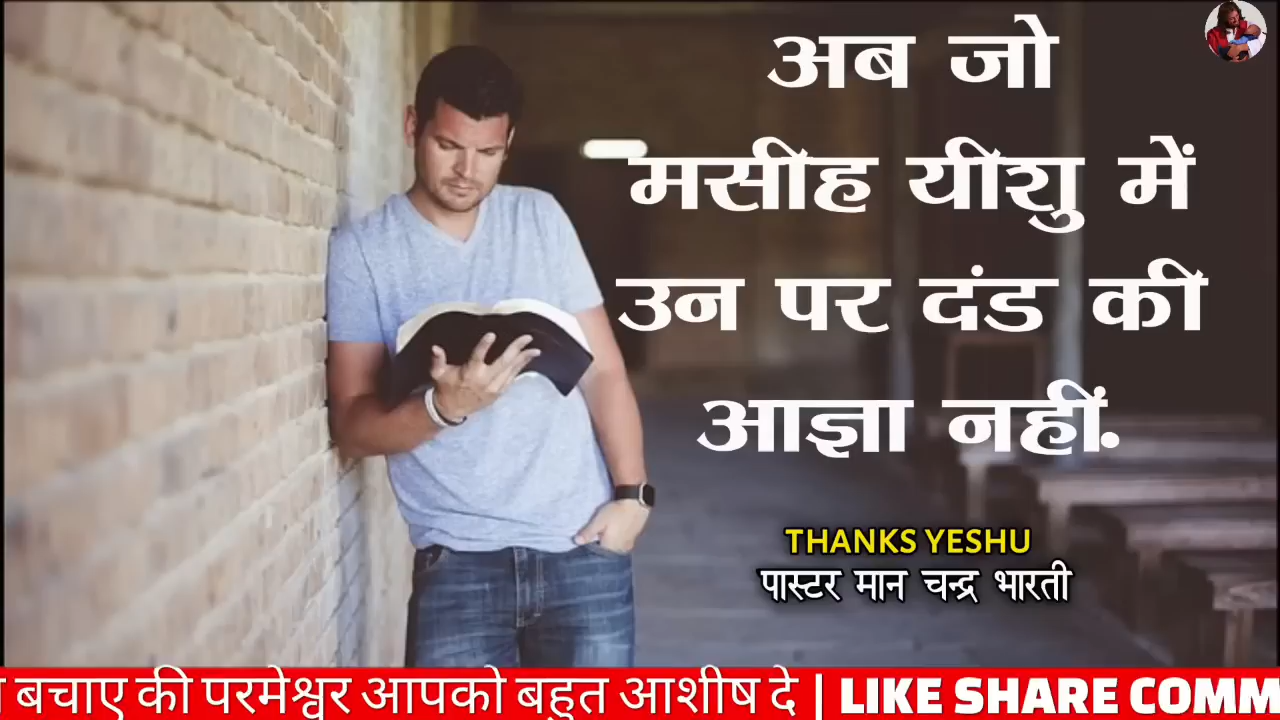 अब जो
मसीह यीशु में
उन पर दंड की
आज्ञा नहीं.
THANKS YESHU
पास्टर मान चन्द्र भारती
बचाए की परमेश्वर आपको बहुत आशीष दे | LIKE SHARE COMM